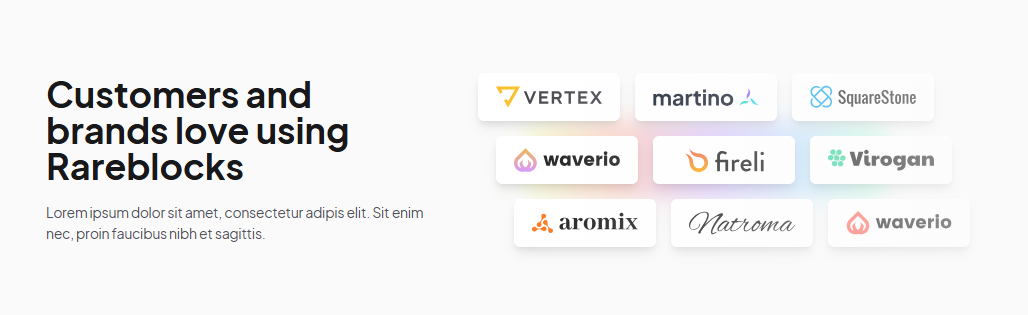 Customers and
brands love using
Rareblocks
Lorem ipsum dolor sit amet, consectetur adipis elit. Sit enim
nec, proin faucibus nibh et sagittis.
VERTEX
martino
SquareStone
waverio
fireli
Virogan
aromix
Natroma
waverio